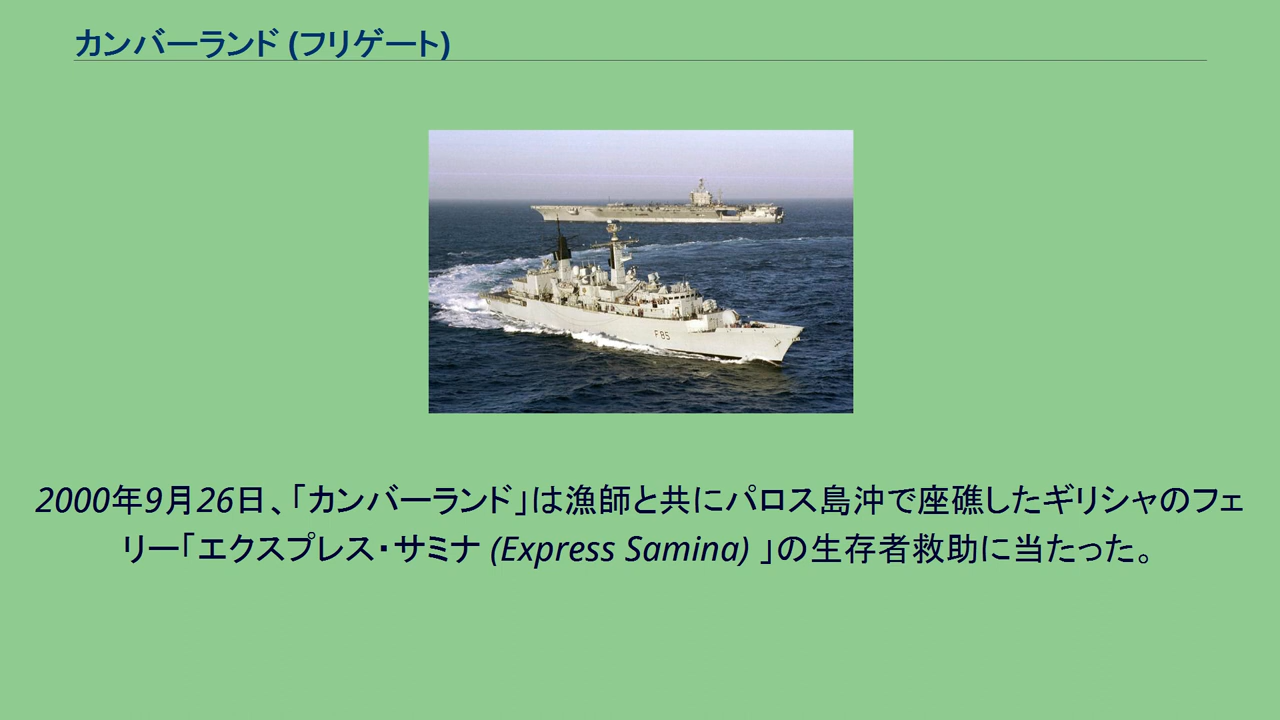 カンバーランド (フリゲート)
F85
2000年9月26日、「カンバーランド」は漁師と共にパロス島沖で座礁したギリシャのフェ
リー「エクスプレス・サミナ (Express Samina) 」の生存者救助に当たった。